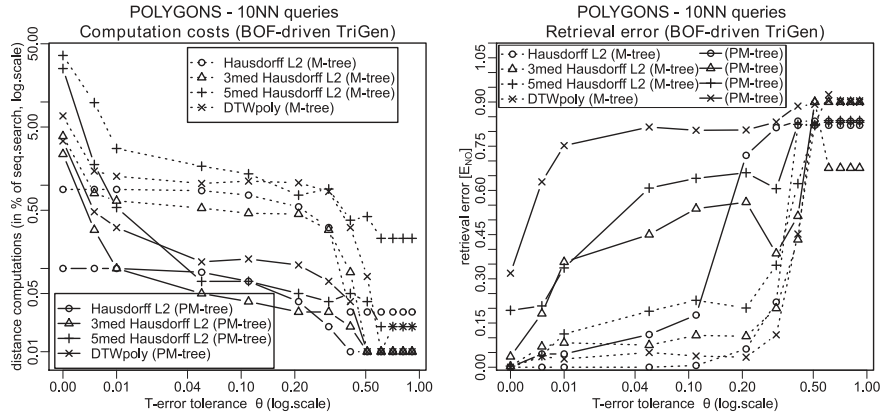 POLYGONS - 10NN queries
Computation costs (BOF-driven TriGen)
distance computations (in % of seq.search, log.scale)
50.00
5.00
0.50
0.05
0.01
Hausdorff L2 (M-tree)
3med Hausdorff L2 (M-tree)
5med Hausdorff L2 (M-tree)
DTWpoly (M-tree)
Hausdorff L2 (PM-tree)
3med Hausdorff L2 (PM-tree)
5med Hausdorff L2 (PM-tree)
DTWpoly (PM-tree)
0.00 0.01 0.04 0.10 0.20 0.50 1.00
T-error tolerance θ (log.scale)
POLYGONS - 10NN queries
Retrieval error (BOF-driven TriGen)
retrieval error [E_NO]
1.05
0.90
0.75
0.60
0.45
0.30
0.15
0.00
Hausdorff L2 (M-tree) (PM-tree)
3med Hausdorff L2 (M-tree) (PM-tree)
5med Hausdorff L2 (M-tree) (PM-tree)
DTWpoly (M-tree) (PM-tree)
0.00 0.01 0.04 0.10 0.20 0.50 1.00
T-error tolerance θ (log.scale)